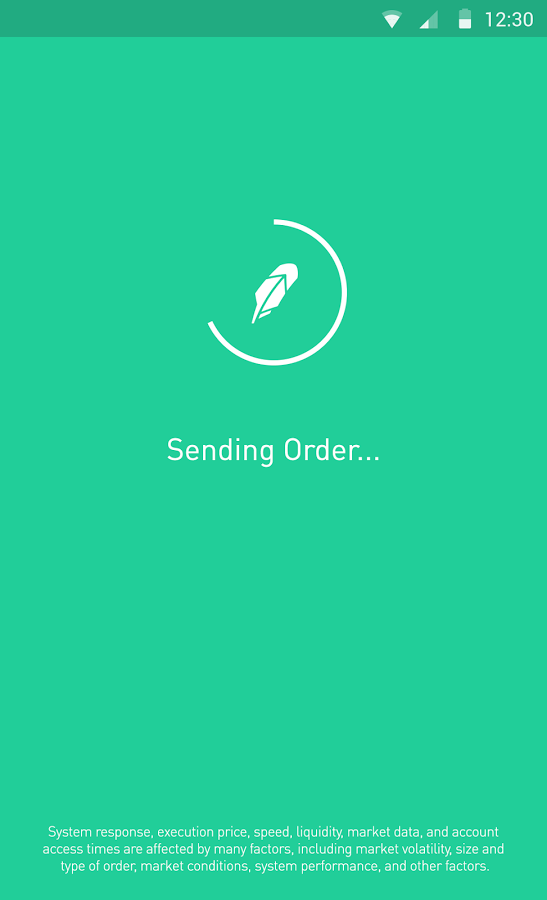 12:30
Sending Order...
System response, execution price, speed, liquidity, market data, and account
access times are affected by many factors, including market volatility, size and
type of order, market conditions, system performance, and other factors.